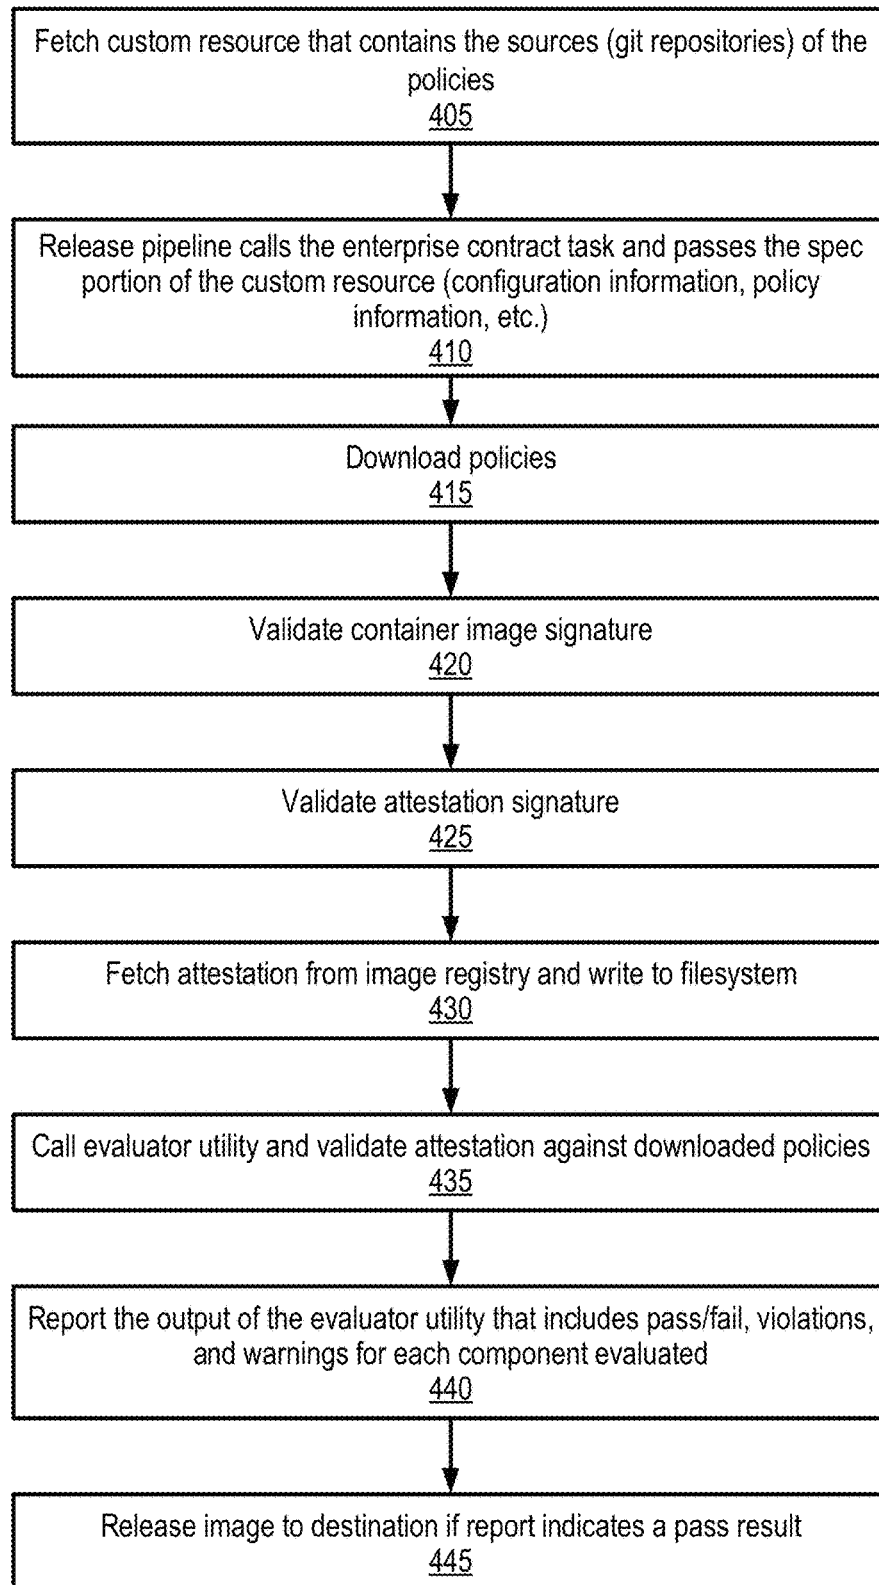 Fetch custom resource that contains the sources (git repositories) of the
policies
405
Release pipeline calls the enterprise contract task and passes the spec
portion of the custom resource (configuration information, policy
information, etc.)
410
Download policies
415
Validate container image signature
420
Validate attestation signature
425
Fetch attestation from image registry and write to filesystem
430
Call evaluator utility and validate attestation against downloaded policies
435
Report the output of the evaluator utility that includes pass/fail, violations,
and warnings for each component evaluated
440
Release image to destination if report indicates a pass result
445